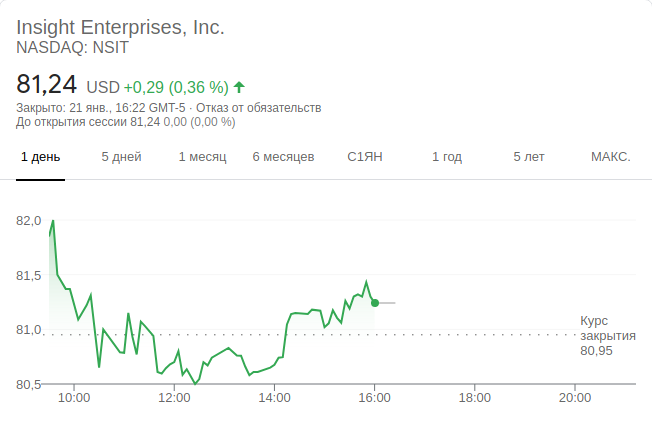 Insight Enterprises, Inc.
NASDAQ: NSIT
81,24 USD +0,29 (0,36 %)
Закрыто: 21 янв., 16:22 GMT-5 · Отказ от обязательств
До открытия сессии 81,24 0,00 (0,00 %)
1 день 5 дней 1 месяц 6 месяцев С1ЯН 1 год 5 лет МАКС.
82,0
81,5
81,0
80,5
Курс
закрытия
80,95
10:00 12:00 14:00 16:00 18:00 20:00